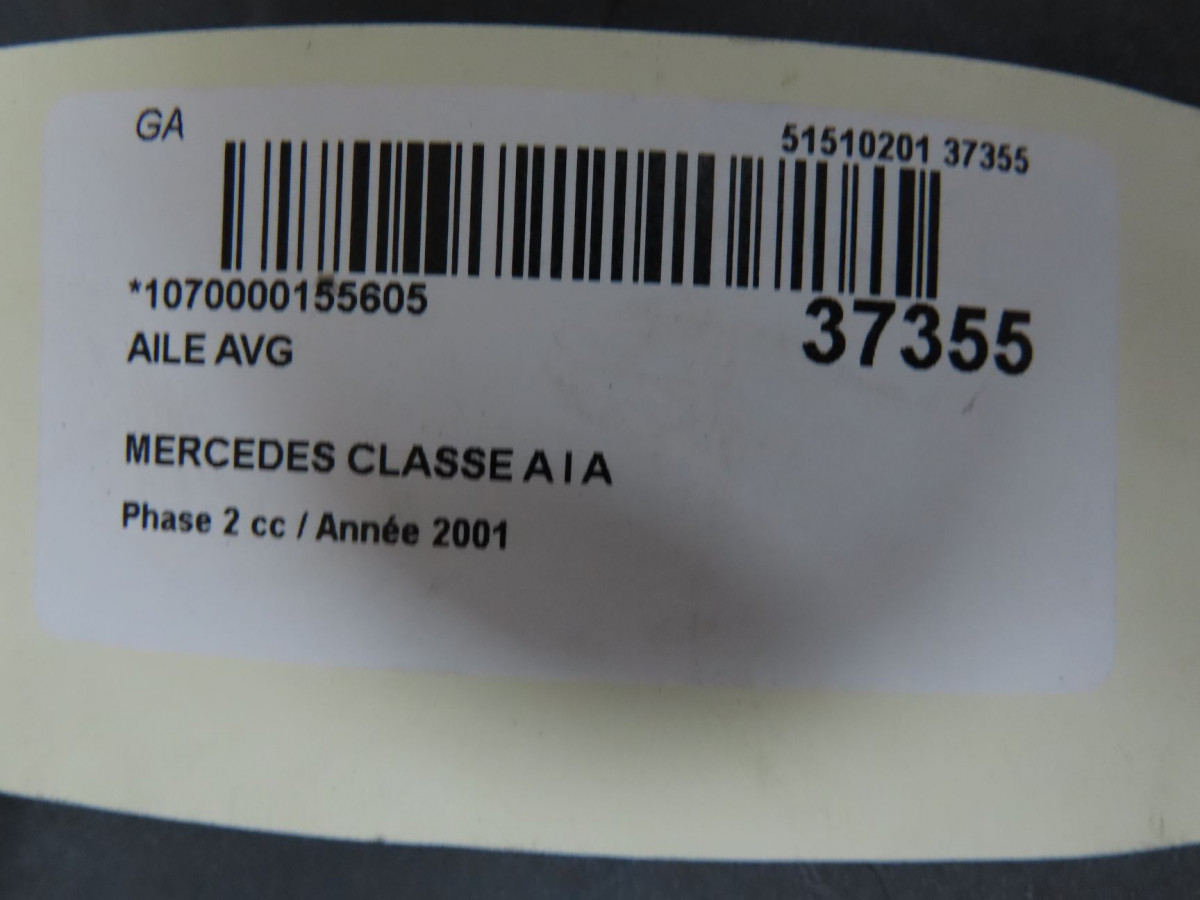 GA
51510201 37355
*1070000155605
37355
AILE AVG
MERCEDES CLASSE A I A
Phase 2 cc / Année 2001